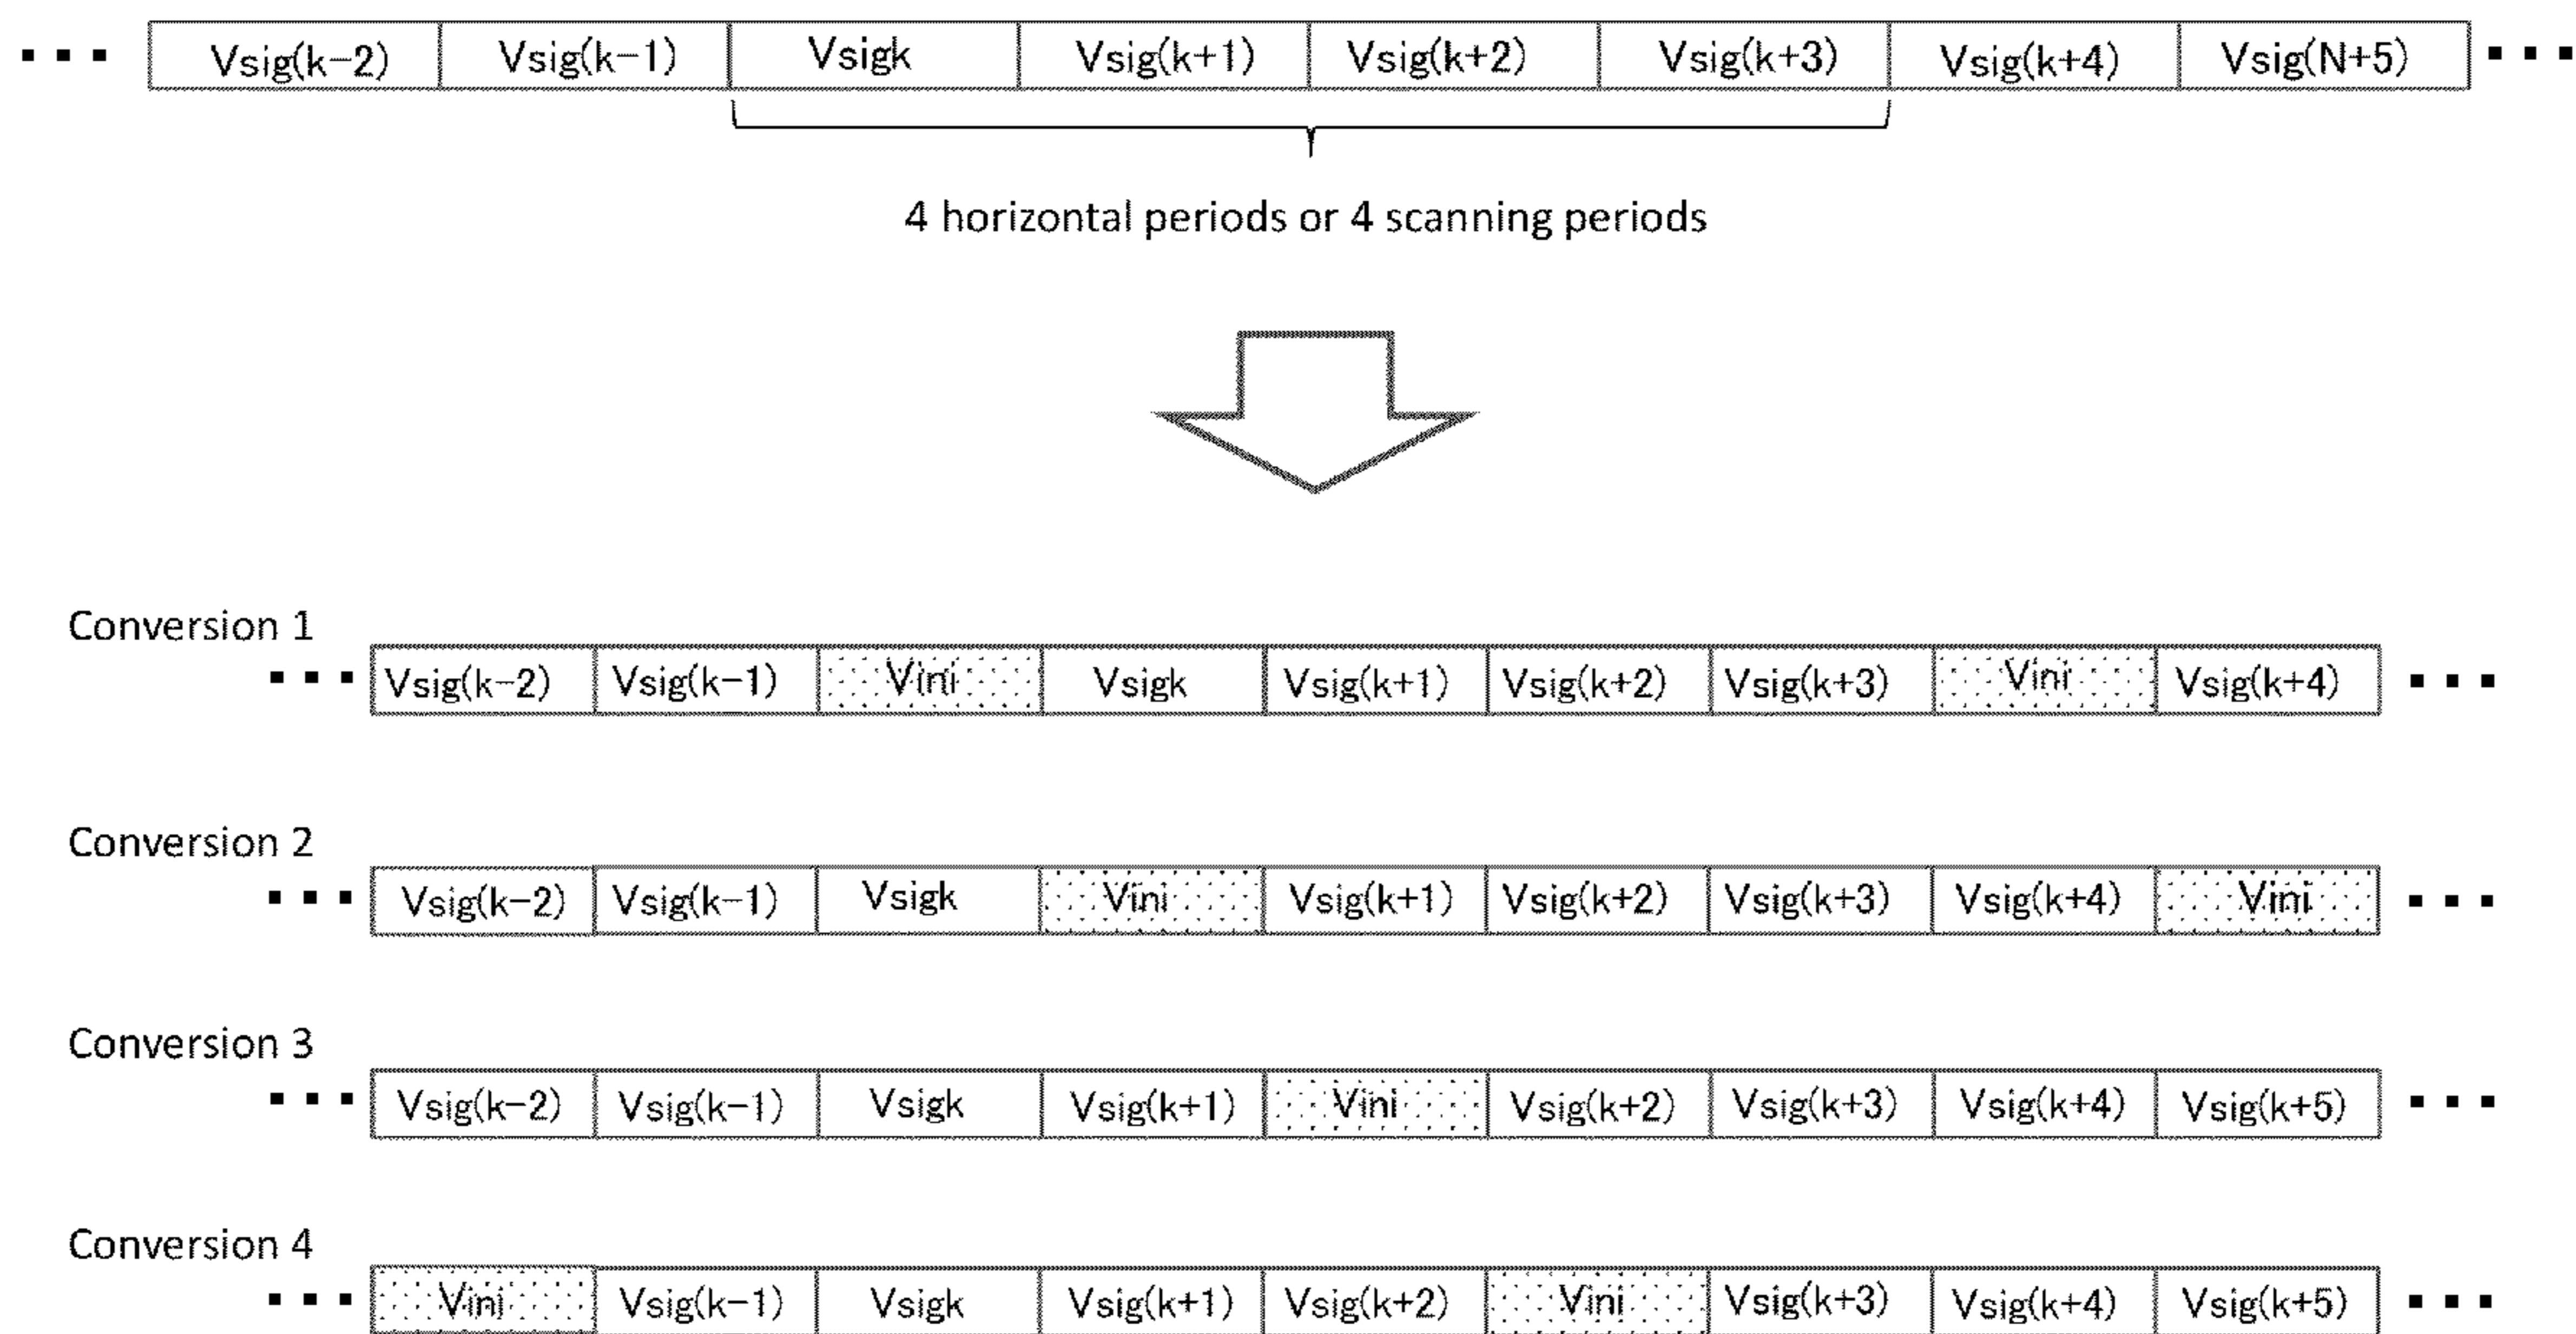 ··· Vsig(k-2) Vsig(k-1) Vsigk Vsig(k+1) Vsig(k+2) Vsig(k+3) Vsig(k+4) Vsig(N+5) ···
4 horizontal periods or 4 scanning periods
Conversion 1
··· Vsig(k-2) Vsig(k-1) Vini Vsigk Vsig(k+1) Vsig(k+2) Vsig(k+3) Vini Vsig(k+4) ···
Conversion 2
··· Vsig(k-2) Vsig(k-1) Vsigk Vini Vsig(k+1) Vsig(k+2) Vsig(k+3) Vsig(k+4) Vini ···
Conversion 3
··· Vsig(k-2) Vsig(k-1) Vsigk Vsig(k+1) Vini Vsig(k+2) Vsig(k+3) Vsig(k+4) Vsig(k+5) ···
Conversion 4
··· Vini Vsig(k-1) Vsigk Vsig(k+1) Vsig(k+2) Vini Vsig(k+3) Vsig(k+4) Vsig(k+5) ···